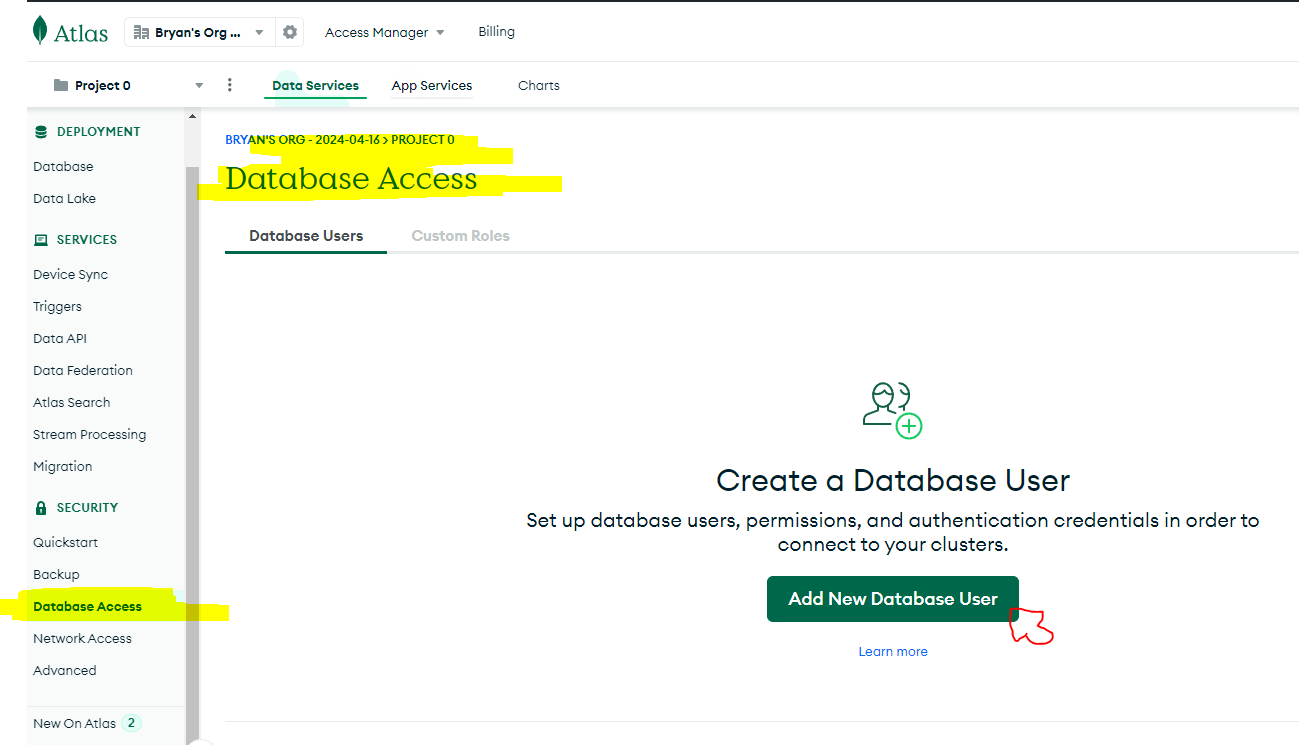 Atlas
Bryan's Org ...
Access Manager
Billing
Project 0
Data Services
App Services
Charts
DEPLOYMENT
Database
Data Lake
SERVICES
Device Sync
Triggers
Data API
Data Federation
Atlas Search
Stream Processing
Migration
SECURITY
Quickstart
Backup
Database Access
Network Access
Advanced
New On Atlas 2
BRYAN'S ORG - 2024-04-16 > PROJECT 0
Database Access
Database Users
Custom Roles
Create a Database User
Set up database users, permissions, and authentication credentials in order to
connect to your clusters.
Add New Database User
Learn more